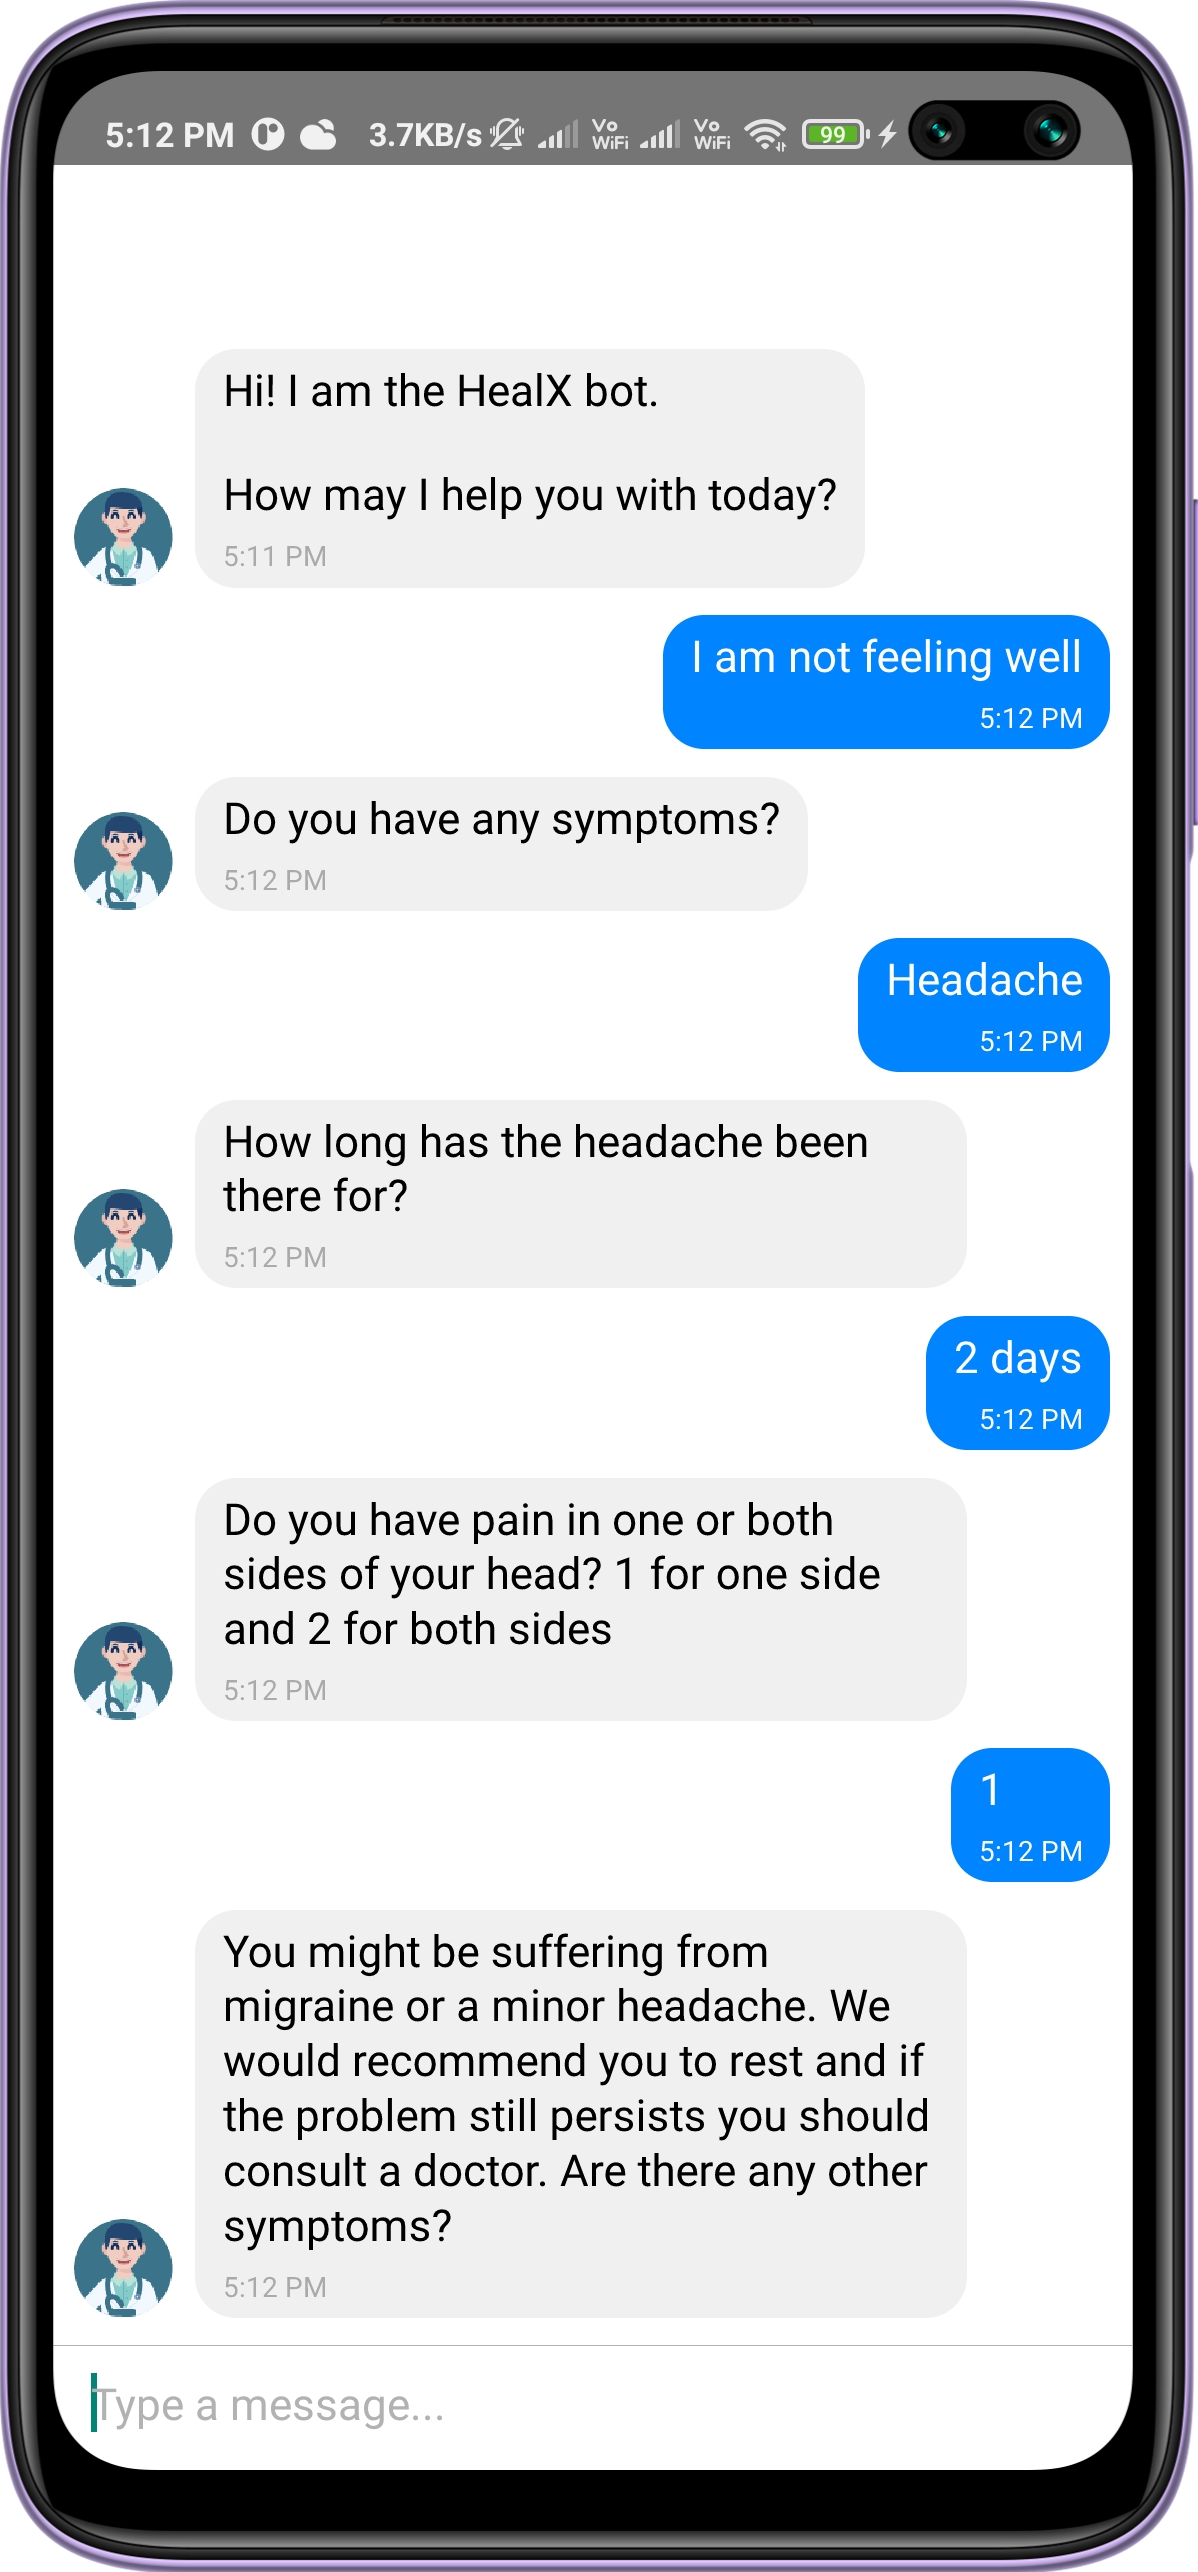 5:12 PM 3.7KB/s Vo WiFi Vo WiFi 99
Hi! I am the HealX bot.
How may I help you with today?
5:11 PM
I am not feeling well
5:12 PM
Do you have any symptoms?
5:12 PM
Headache
5:12 PM
How long has the headache been
there for?
5:12 PM
2 days
5:12 PM
Do you have pain in one or both
sides of your head? 1 for one side
and 2 for both sides
5:12 PM
1
5:12 PM
You might be suffering from
migraine or a minor headache. We
would recommend you to rest and if
the problem still persists you should
consult a doctor. Are there any other
symptoms?
5:12 PM
Type a message...